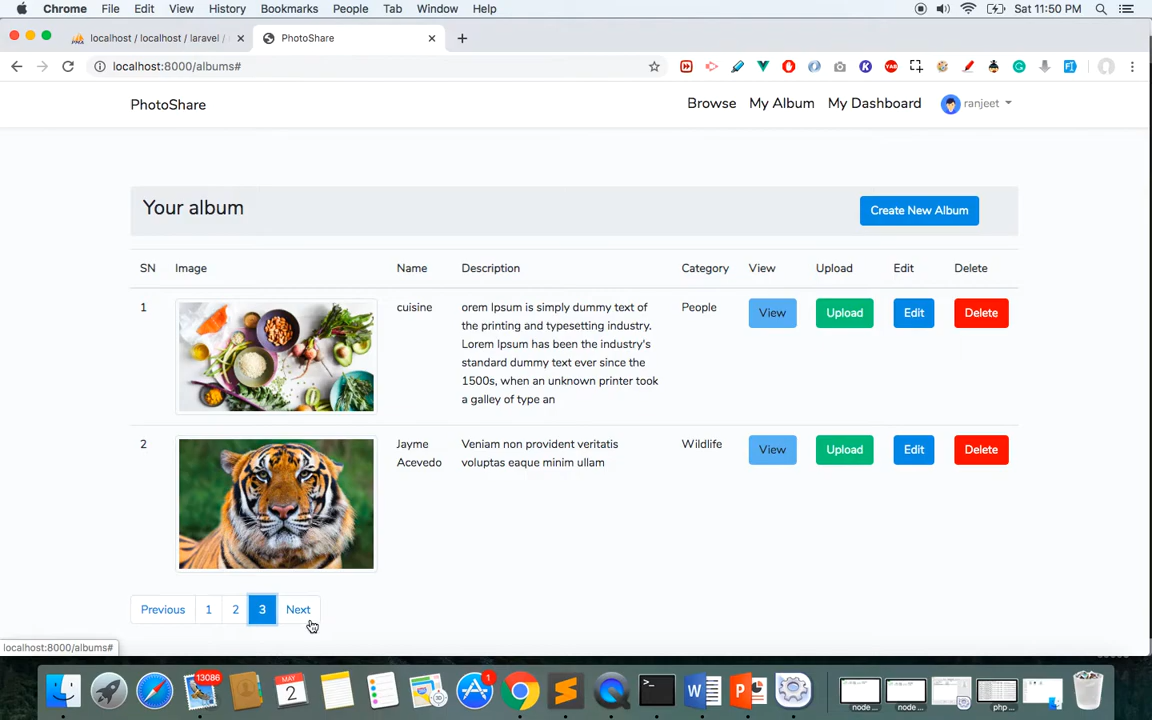 Chrome File Edit View History Bookmarks People Tab Window Help Sat 11:50 PM
localhost / localhost / laravel / PhotoShare
localhost:8000/albums#
PhotoShare Browse My Album My Dashboard ranjeet
Your album Create New Album
SN Image Name Description Category View Upload Edit Delete
1 cuisine orem Ipsum is simply dummy text of People View Upload Edit Delete
the printing and typesetting industry.
Lorem Ipsum has been the industry's
standard dummy text ever since the
1500s, when an unknown printer took
a galley of type an
2 Jayme Veniam non provident veritatis Wildlife View Upload Edit Delete
Acevedo voluptas eaque minim ullam
Previous 1 2 3 Next
localhost:8000/albums#
13086 MAY 2 1
node ... node ... php ...